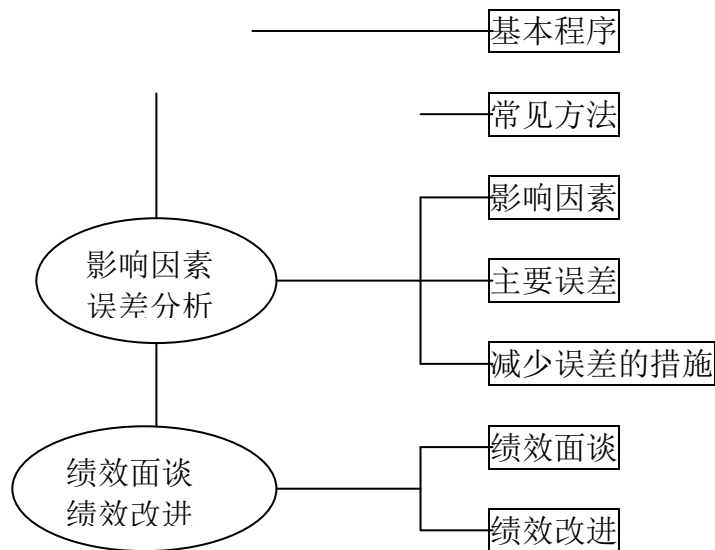 基本程序
常见方法
影响因素
影响因素
误差分析
主要误差
减少误差的措施
绩效面谈
绩效面谈
绩效改进
绩效改进